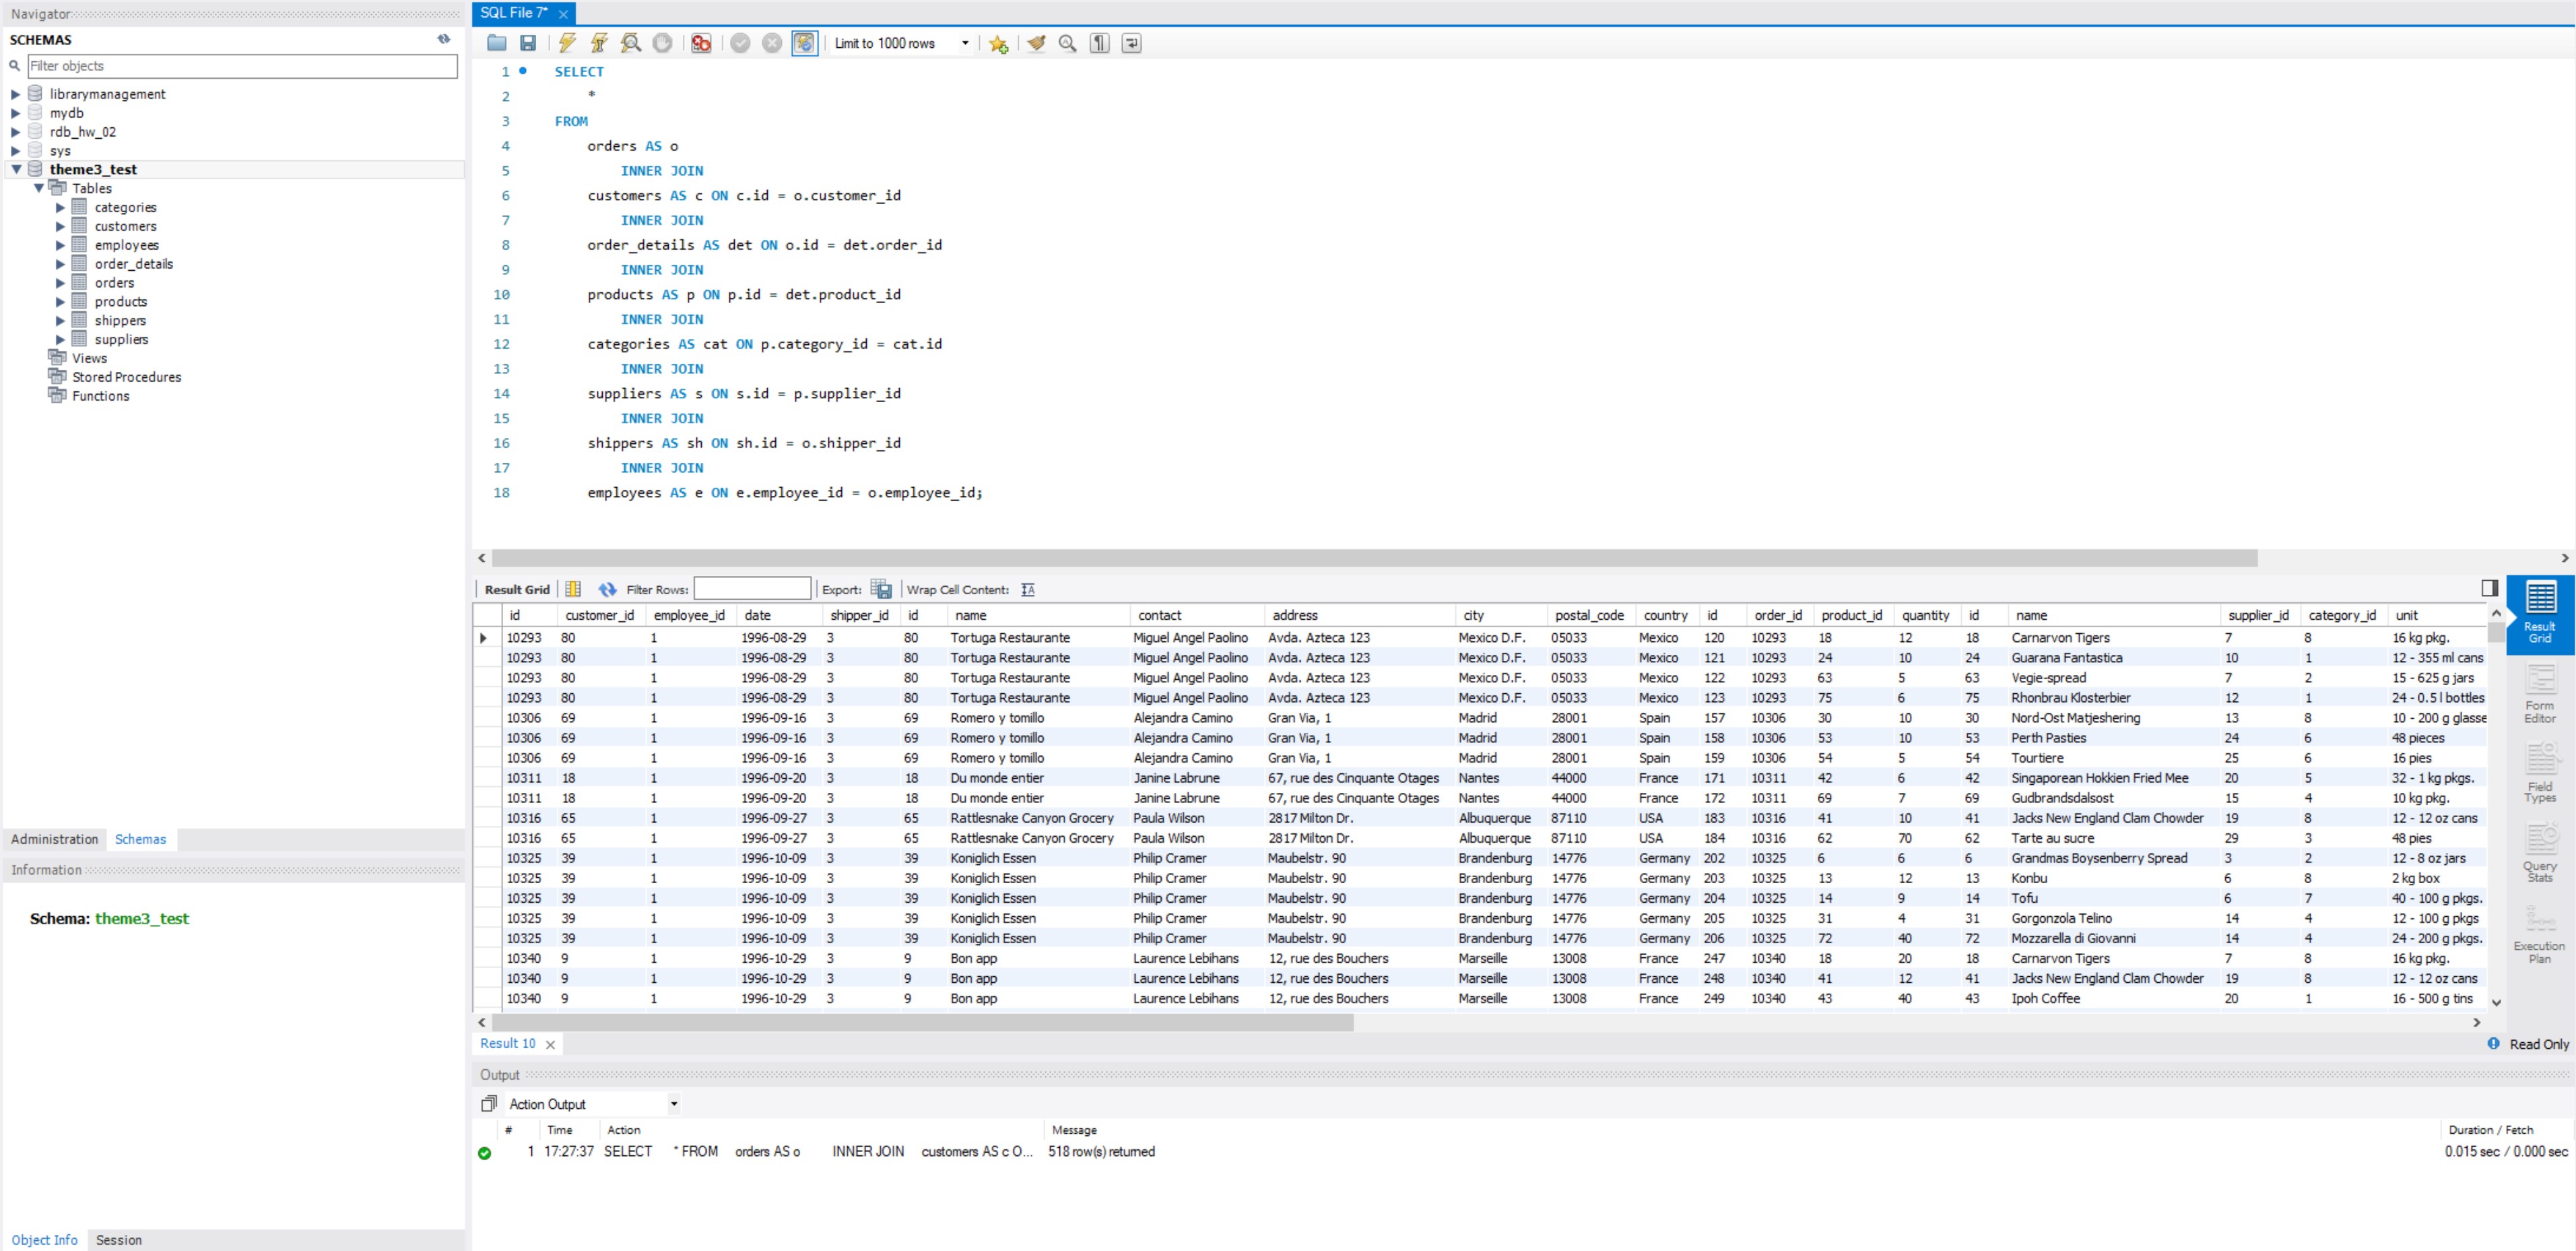 Navigator
SCHEMAS
Filter objects
librarymanagement
mydb
rdb_hw_02
sys
theme3_test
Tables
categories
customers
employees
order_details
orders
products
shippers
suppliers
Views
Stored Procedures
Functions
Administration Schemas
Information
Schema: theme3_test
Object Info Session
SQL File 7*
Limit to 1000 rows
1 SELECT
2 *
3 FROM
4 orders AS o
5 INNER JOIN
6 customers AS c ON c.id = o.customer_id
7 INNER JOIN
8 order_details AS det ON o.id = det.order_id
9 INNER JOIN
10 products AS p ON p.id = det.product_id
11 INNER JOIN
12 categories AS cat ON p.category_id = cat.id
13 INNER JOIN
14 suppliers AS s ON s.id = p.supplier_id
15 INNER JOIN
16 shippers AS sh ON sh.id = o.shipper_id
17 INNER JOIN
18 employees AS e ON e.employee_id = o.employee_id;
Result Grid Filter Rows: Export: Wrap Cell Content:
id customer_id employee_id date shipper_id id name contact address city postal_code country id order_id product_id quantity id name supplier_id category_id unit
10293 80 1 1996-08-29 3 80 Tortuga Restaurante Miguel Angel Paolino Avda. Azteca 123 Mexico D.F. 05033 Mexico 120 10293 18 12 18 Carnarvon Tigers 7 8 16 kg pkg.
10293 80 1 1996-08-29 3 80 Tortuga Restaurante Miguel Angel Paolino Avda. Azteca 123 Mexico D.F. 05033 Mexico 121 10293 24 10 24 Guarana Fantastica 10 1 12 - 355 ml cans
10293 80 1 1996-08-29 3 80 Tortuga Restaurante Miguel Angel Paolino Avda. Azteca 123 Mexico D.F. 05033 Mexico 122 10293 63 5 63 Vegie-spread 7 2 15 - 625 g jars
10293 80 1 1996-08-29 3 80 Tortuga Restaurante Miguel Angel Paolino Avda. Azteca 123 Mexico D.F. 05033 Mexico 123 10293 75 6 75 Rhonbrau Klosterbier 12 1 24 - 0.5 l bottles
10306 69 1 1996-09-16 3 69 Romero y tomillo Alejandra Camino Gran Via, 1 Madrid 28001 Spain 157 10306 30 10 30 Nord-Ost Matjeshering 13 8 10 - 200 g glasse
10306 69 1 1996-09-16 3 69 Romero y tomillo Alejandra Camino Gran Via, 1 Madrid 28001 Spain 158 10306 53 10 53 Perth Pasties 24 6 48 pieces
10306 69 1 1996-09-16 3 69 Romero y tomillo Alejandra Camino Gran Via, 1 Madrid 28001 Spain 159 10306 54 5 54 Tourtiere 25 6 16 pies
10311 18 1 1996-09-20 3 18 Du monde entier Janine Labrune 67, rue des Cinquante Otages Nantes 44000 France 171 10311 42 6 42 Singaporean Hokkien Fried Mee 20 5 32 - 1 kg pkgs.
10311 18 1 1996-09-20 3 18 Du monde entier Janine Labrune 67, rue des Cinquante Otages Nantes 44000 France 172 10311 69 7 69 Gudbrandsdalsost 15 4 10 kg pkg.
10316 65 1 1996-09-27 3 65 Rattlesnake Canyon Grocery Paula Wilson 2817 Milton Dr. Albuquerque 87110 USA 183 10316 41 10 41 Jacks New England Clam Chowder 19 8 12 - 12 oz cans
10316 65 1 1996-09-27 3 65 Rattlesnake Canyon Grocery Paula Wilson 2817 Milton Dr. Albuquerque 87110 USA 184 10316 62 70 62 Tarte au sucre 29 3 48 pies
10325 39 1 1996-10-09 3 39 Koniglich Essen Philip Cramer Maubelstr. 90 Brandenburg 14776 Germany 202 10325 6 6 6 Grandmas Boysenberry Spread 3 2 12 - 8 oz jars
10325 39 1 1996-10-09 3 39 Koniglich Essen Philip Cramer Maubelstr. 90 Brandenburg 14776 Germany 203 10325 13 12 13 Konbu 6 8 2 kg box
10325 39 1 1996-10-09 3 39 Koniglich Essen Philip Cramer Maubelstr. 90 Brandenburg 14776 Germany 204 10325 14 9 14 Tofu 6 7 40 - 100 g pkgs.
10325 39 1 1996-10-09 3 39 Koniglich Essen Philip Cramer Maubelstr. 90 Brandenburg 14776 Germany 205 10325 31 4 31 Gorgonzola Telino 14 4 12 - 100 g pkgs
10325 39 1 1996-10-09 3 39 Koniglich Essen Philip Cramer Maubelstr. 90 Brandenburg 14776 Germany 206 10325 72 40 72 Mozzarella di Giovanni 14 4 24 - 200 g pkgs.
10340 9 1 1996-10-29 3 9 Bon app Laurence Lebihans 12, rue des Bouchers Marseille 13008 France 247 10340 18 20 18 Carnarvon Tigers 7 8 16 kg pkg.
10340 9 1 1996-10-29 3 9 Bon app Laurence Lebihans 12, rue des Bouchers Marseille 13008 France 248 10340 41 12 41 Jacks New England Clam Chowder 19 8 12 - 12 oz cans
10340 9 1 1996-10-29 3 9 Bon app Laurence Lebihans 12, rue des Bouchers Marseille 13008 France 249 10340 43 40 43 Ipoh Coffee 20 1 16 - 500 g tins
Result
Grid
Form
Editor
Field
Types
Query
Stats
Execution
Plan
Result 10
Read Only
Output
Action Output
# Time Action Message Duration / Fetch
1 17:27:37 SELECT * FROM orders AS o INNER JOIN customers AS c O... 518 row(s) returned 0.015 sec / 0.000 sec